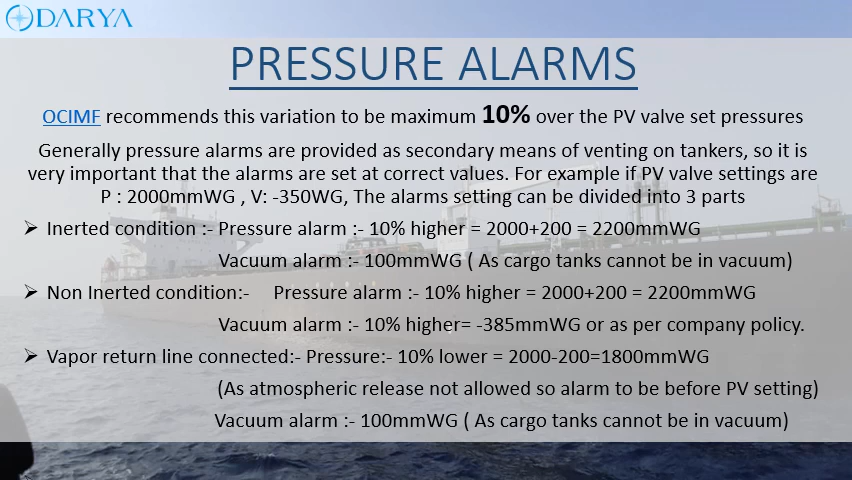 DARYA
PRESSURE ALARMS
OCIMF recommends this variation to be maximum 10% over the PV valve set pressures
Generally pressure alarms are provided as secondary means of venting on tankers, so it is
very important that the alarms are set at correct values. For example if PV valve settings are
P : 2000mmWG , V: -350WG, The alarms setting can be divided into 3 parts
➢ Inerted condition :- Pressure alarm :- 10% higher = 2000+200 = 2200mmWG
Vacuum alarm :- 100mmWG ( As cargo tanks cannot be in vacuum)
➢ Non Inerted condition:- Pressure alarm :- 10% higher = 2000+200 = 2200mmWG
Vacuum alarm :- 10% higher= -385mmWG or as per company policy.
➢ Vapor return line connected:- Pressure:- 10% lower = 2000-200=1800mmWG
(As atmospheric release not allowed so alarm to be before PV setting)
Vacuum alarm :- 100mmWG ( As cargo tanks cannot be in vacuum)